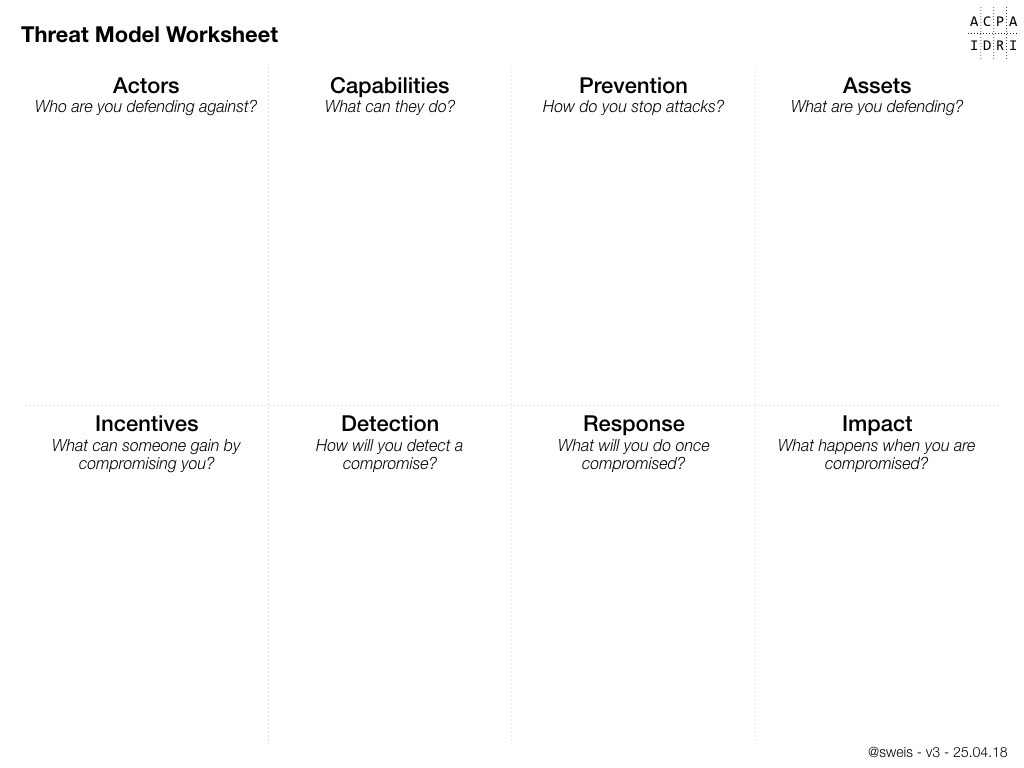 Threat Model Worksheet
A C P A
I D R I
Actors
Who are you defending against?
Capabilities
What can they do?
Prevention
How do you stop attacks?
Assets
What are you defending?
Incentives
What can someone gain by
compromising you?
Detection
How will you detect a
compromise?
Response
What will you do once
compromised?
Impact
What happens when you are
compromised?
@sweis - v3 - 25.04.18